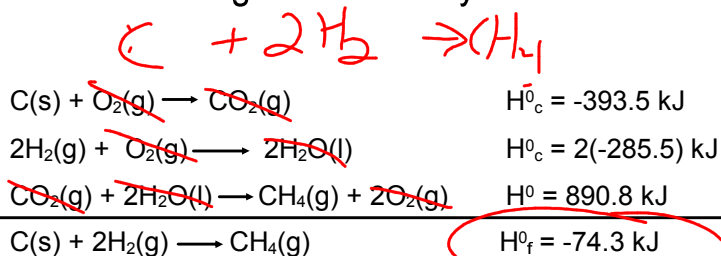 C + 2H₂ → CH₄
C(s) + O₂(g) ⟶ CO₂(g) H⁰c = -393.5 kJ
2H₂(g) + O₂(g) ⟶ 2H₂O(l) H⁰c = 2(-285.5) kJ
CO₂(g) + 2H₂O(l) ⟶ CH₄(g) + 2O₂(g) H⁰ = 890.8 kJ
C(s) + 2H₂(g) ⟶ CH₄(g) H⁰f = -74.3 kJ